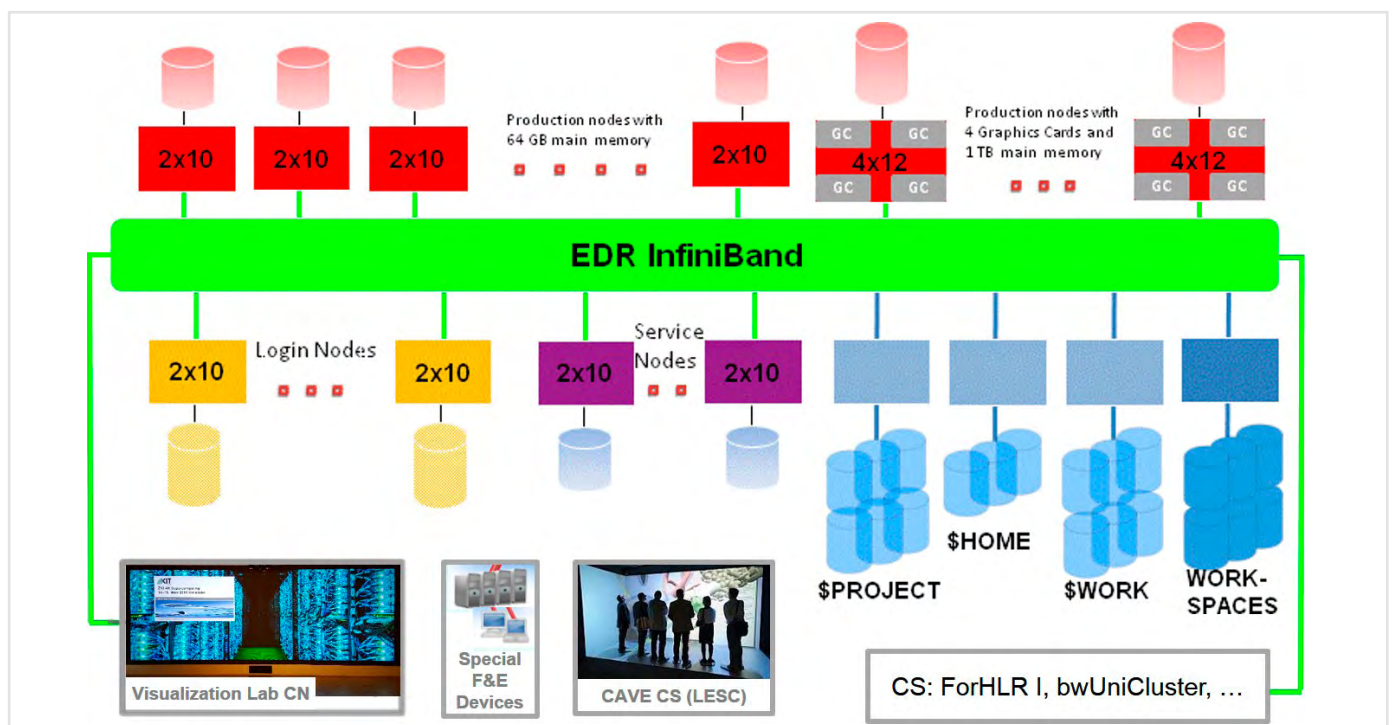 Production nodes with
64 GB main memory
Production nodes with
4 Graphics Cards and
1 TB main memory
2x10
2x10
2x10
2x10
GC
GC
4x12
GC
GC
GC
GC
4x12
GC
GC
EDR InfiniBand
2x10
Login Nodes
2x10
2x10
Service
Nodes
2x10
$PROJECT
$HOME
$WORK
WORK-
SPACES
KIT
Visualization Lab CN
Special
F&E
Devices
CAVE CS (LESC)
CS: ForHLR I, bwUniCluster, …